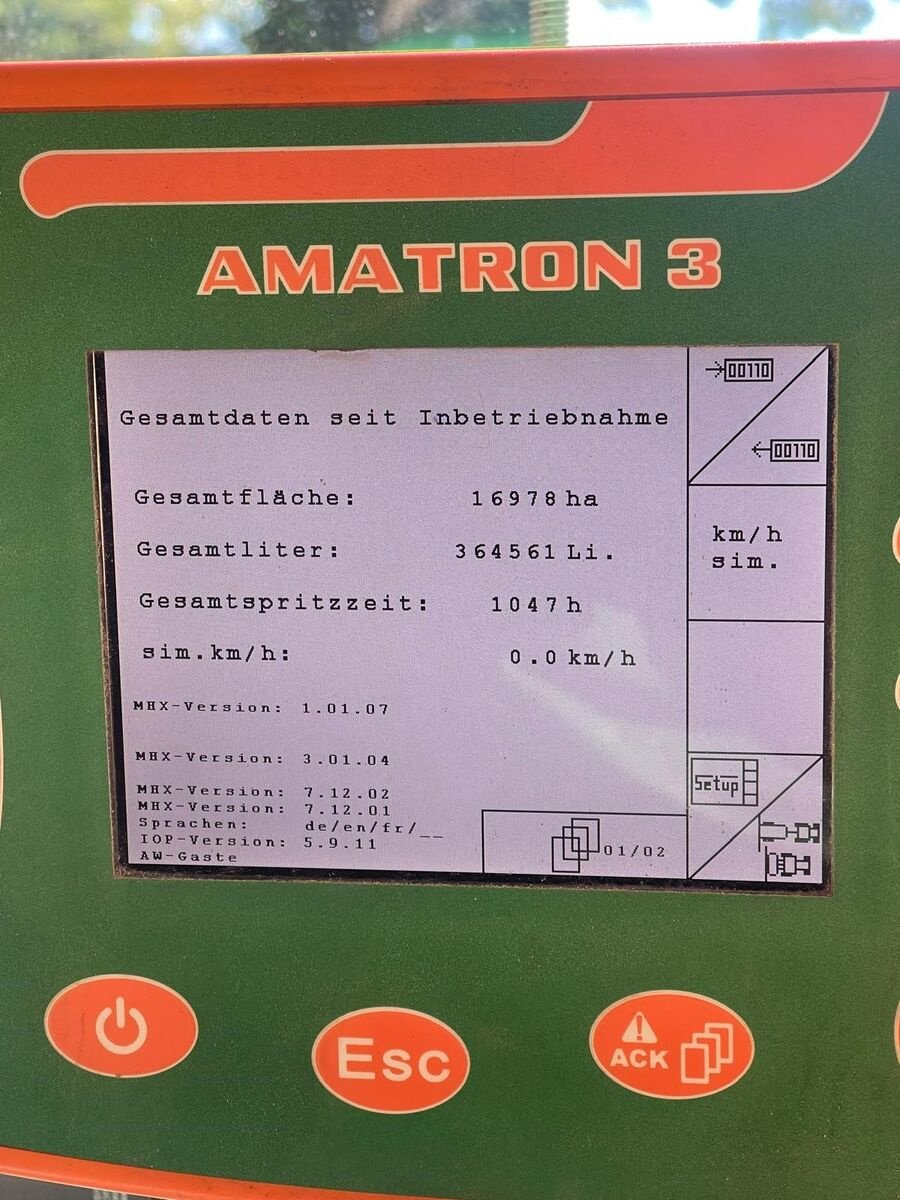 AMATRON 3
00110
00110
Gesamtdaten seit Inbetriebnahme
Gesamtfläche: 16978 ha
km/h
sim.
Gesamtliter: 364561 Li.
Gesamtspritzzeit: 1047 h
sim.km/h: 0.0 km/h
MHX-Version: 1.01.07
MHX-Version: 3.01.04
Setup
MHX-Version: 7.12.02
MHX-Version: 7.12.01
Sprachen: de/en/fr/__
IOP-Version: 5.9.11
01/02
AW-Gaste
Esc
ACK